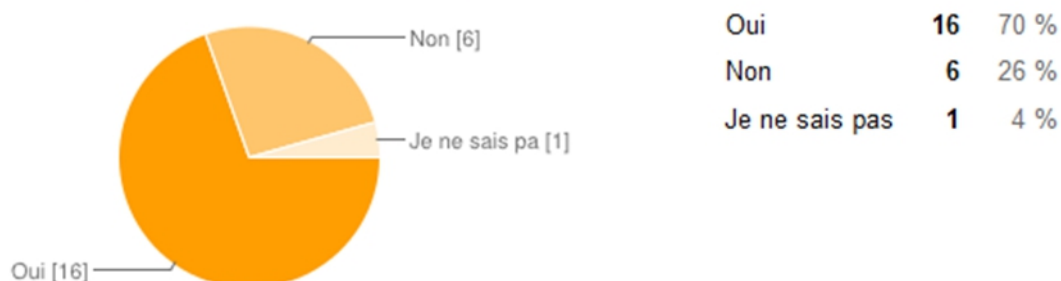 Non [6]
Je ne sais pa [1]
Oui [16]
Oui 16 70 %
Non 6 26 %
Je ne sais pas 1 4 %